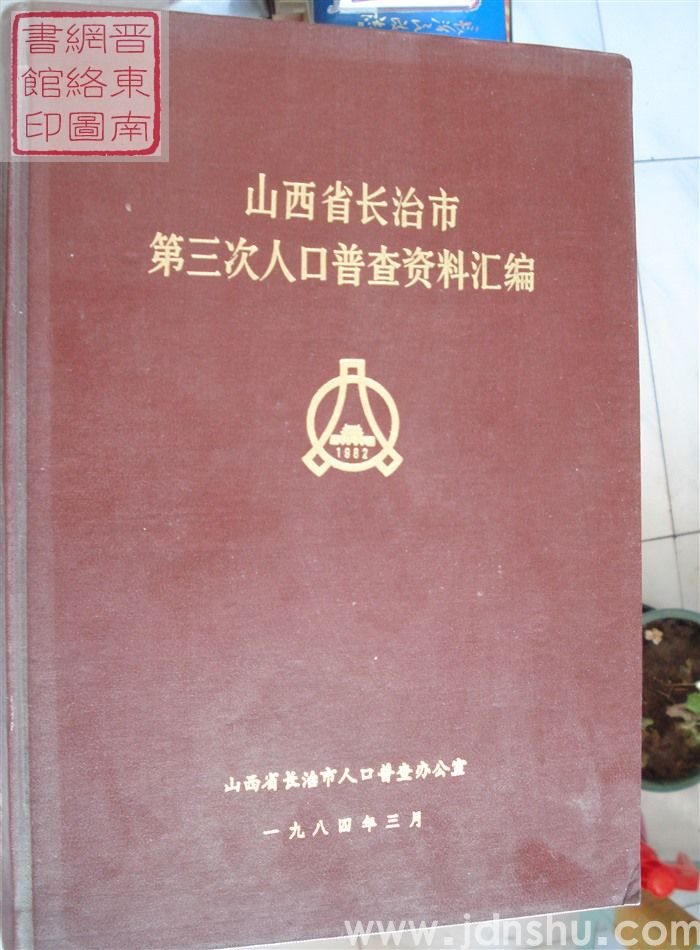 晋東南
網絡圖
書館印
山西省长治市
第三次人口普查资料汇编
1982
山西省长治市人口普查办公室
一九八四年三月
www.jdnshu.com